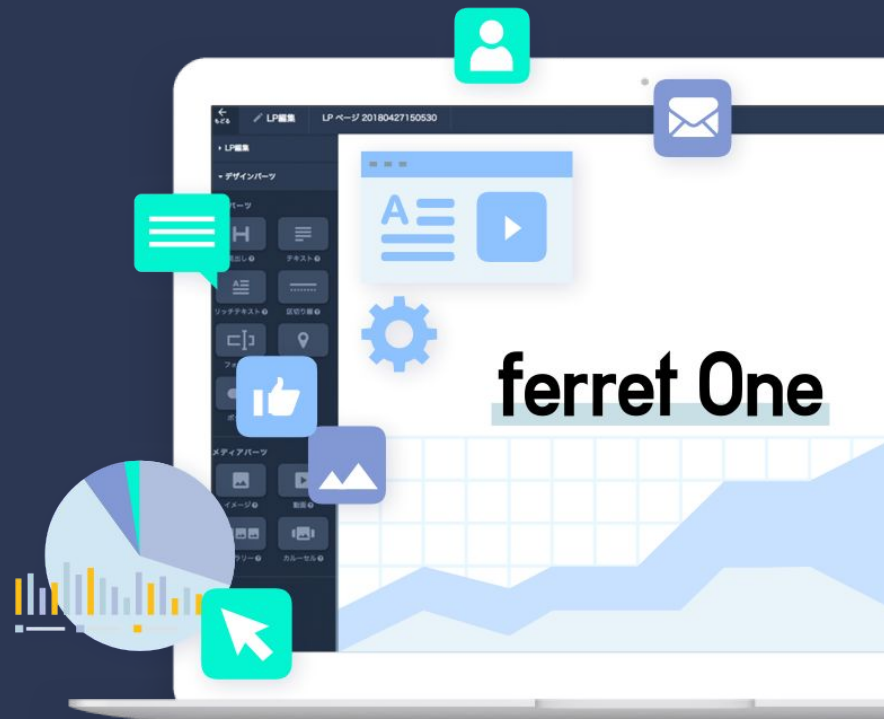 もどる
LP編集
LP ページ 20180427150530
LP編集
デザインパーツ
テキスト
リッチテキスト
区切り線
ferret One
メディアパーツ
イメージ
動画
カルーセル